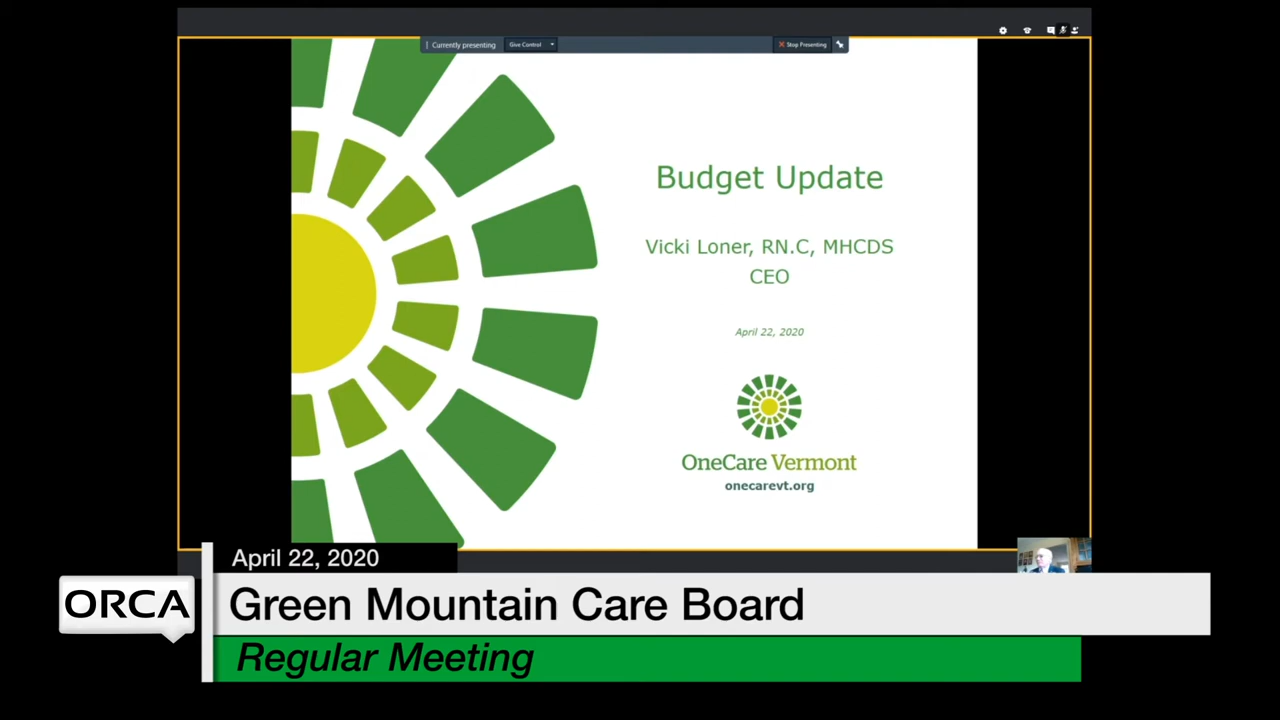 Currently presenting
Give Control
Stop Presenting
Budget Update
Vicki Loner, RN.C, MHCDS
CEO
April 22, 2020
OneCare Vermont
onecarevt.org
April 22, 2020
ORCA
Green Mountain Care Board
Regular Meeting